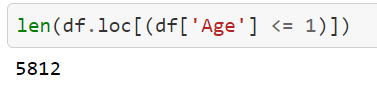 len(df.loc[(df['Age'] <= 1)])
5812